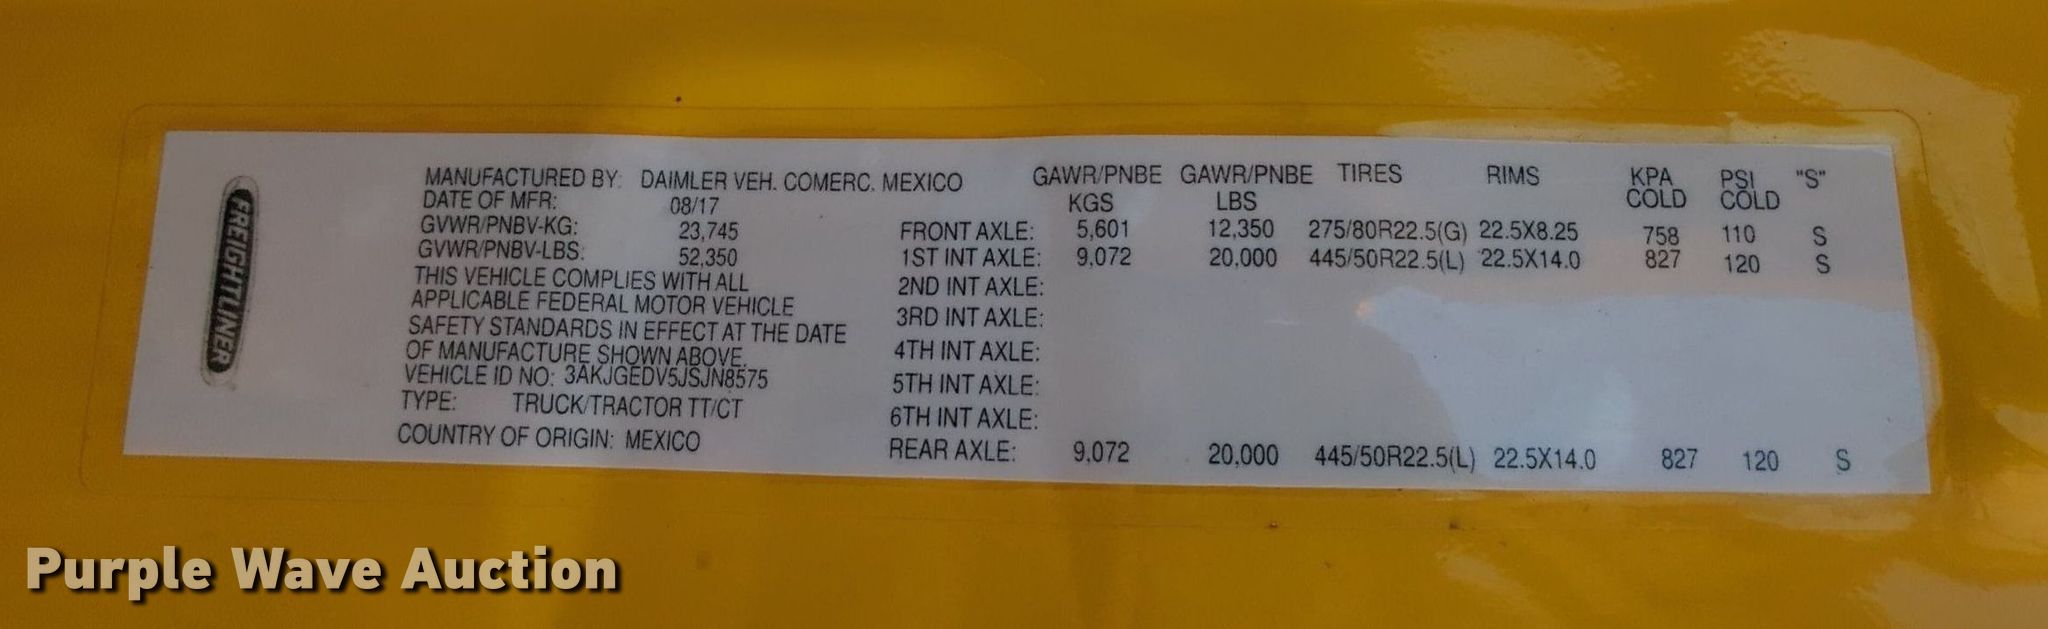 FREIGHTLINER
MANUFACTURED BY: DAIMLER VEH. COMERC. MEXICO
DATE OF MFR: 08/17
GVWR/PNBV-KG: 23,745
GVWR/PNBV-LBS: 52,350
THIS VEHICLE COMPLIES WITH ALL
APPLICABLE FEDERAL MOTOR VEHICLE
SAFETY STANDARDS IN EFFECT AT THE DATE
OF MANUFACTURE SHOWN ABOVE.
VEHICLE ID NO: 3AKJGEDV5JSJN8575
TYPE: TRUCK/TRACTOR TT/CT
COUNTRY OF ORIGIN: MEXICO
GAWR/PNBE GAWR/PNBE TIRES RIMS KPA PSI "S"
KGS LBS COLD COLD
FRONT AXLE: 5,601 12,350 275/80R22.5(G) 22.5X8.25 758 110 S
1ST INT AXLE: 9,072 20,000 445/50R22.5(L) 22.5X14.0 827 120 S
2ND INT AXLE:
3RD INT AXLE:
4TH INT AXLE:
5TH INT AXLE:
6TH INT AXLE:
REAR AXLE: 9,072 20,000 445/50R22.5(L) 22.5X14.0 827 120 S
Purple Wave Auction